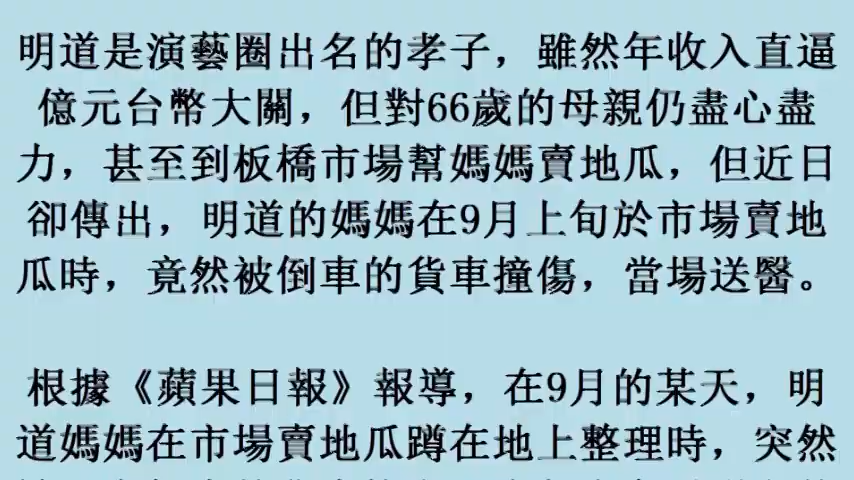 明道是演藝圈出名的孝子，雖然年收入直逼
億元台幣大關，但對66歲的母親仍盡心盡
力，甚至到板橋市場幫媽媽賣地瓜，但近日
卻傳出，明道的媽媽在9月上旬於市場賣地
瓜時，竟然被倒車的貨車撞傷，當場送醫。
根據《蘋果日報》報導，在9月的某天，明
道媽媽在市場賣地瓜蹲在地上整理時，突然